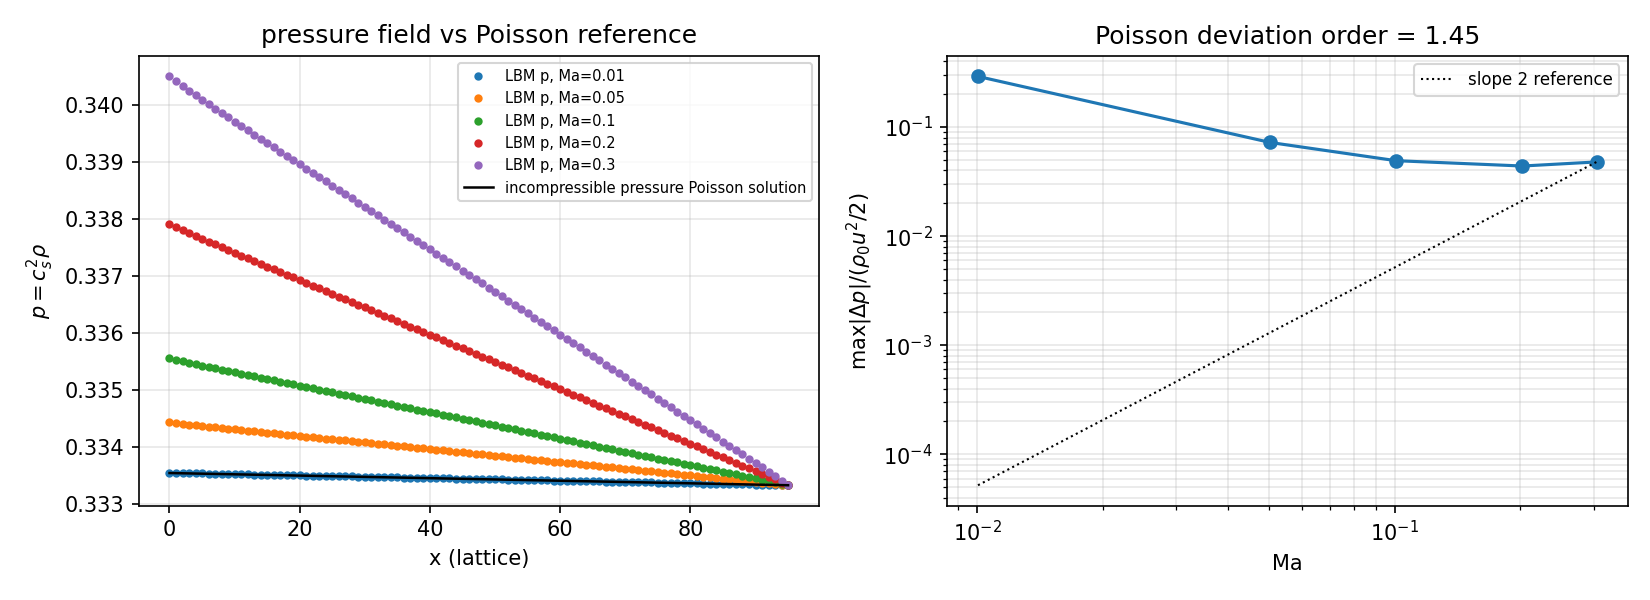 pressure field vs Poisson reference
LBM p, Ma=0.01
LBM p, Ma=0.05
LBM p, Ma=0.1
LBM p, Ma=0.2
LBM p, Ma=0.3
incompressible pressure Poisson solution
0.340
0.339
0.338
0.337
0.336
0.335
0.334
0.333
p = c_s^2 ρ
0
20
40
60
80
x (lattice)
Poisson deviation order = 1.45
slope 2 reference
10^{-1}
10^{-2}
10^{-3}
10^{-4}
max|Δp|/(ρ_0 u^2/2)
10^{-2}
10^{-1}
Ma